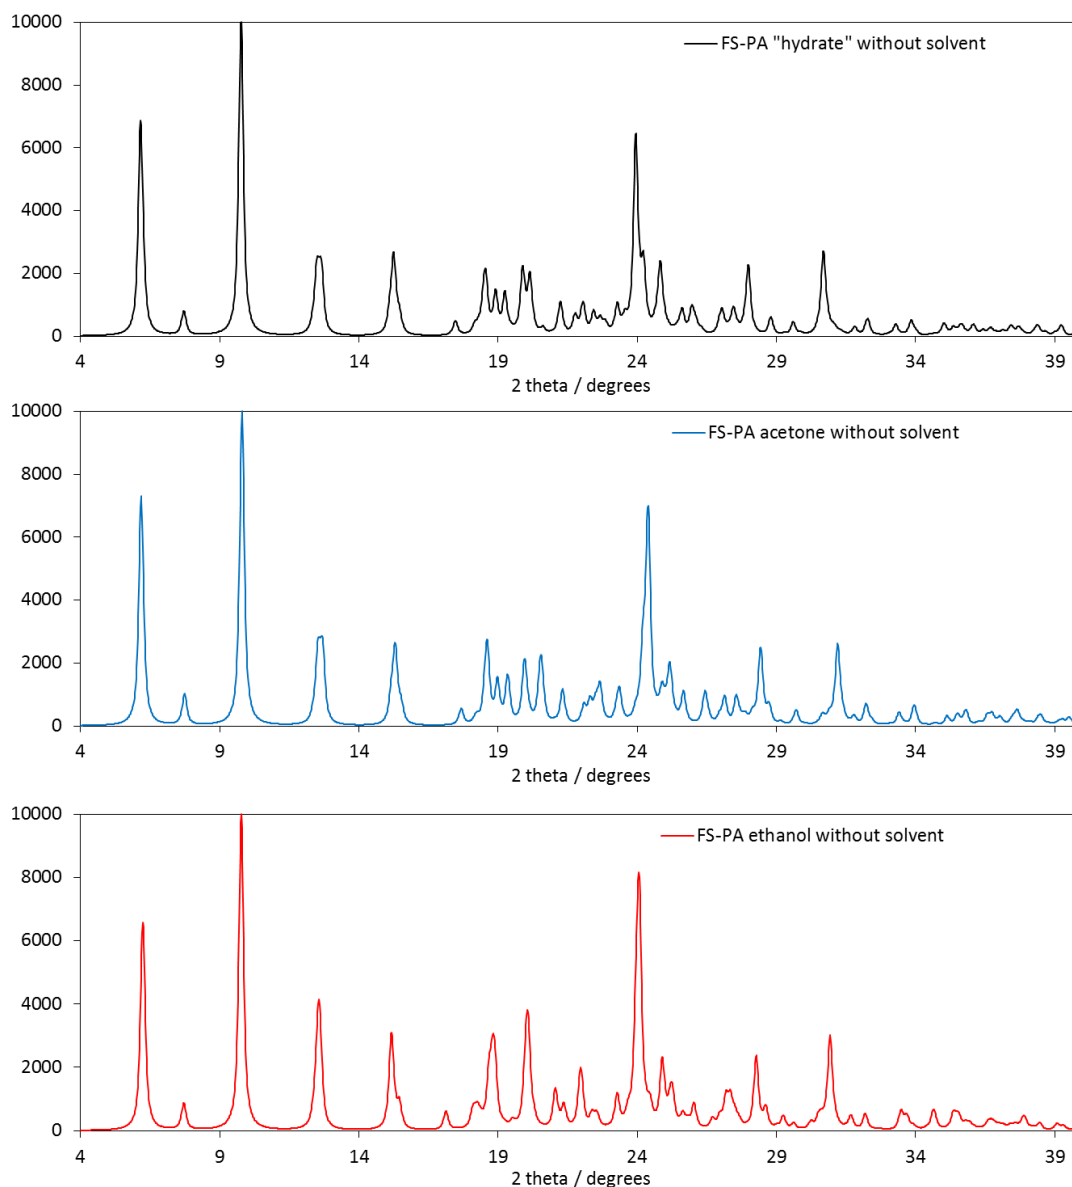 10000
FS-PA "hydrate" without solvent
8000
6000
4000
2000
0
4 9 14 19 24 29 34 39
2 theta / degrees
10000
FS-PA acetone without solvent
8000
6000
4000
2000
0
4 9 14 19 24 29 34 39
2 theta / degrees
10000
FS-PA ethanol without solvent
8000
6000
4000
2000
0
4 9 14 19 24 29 34 39
2 theta / degrees